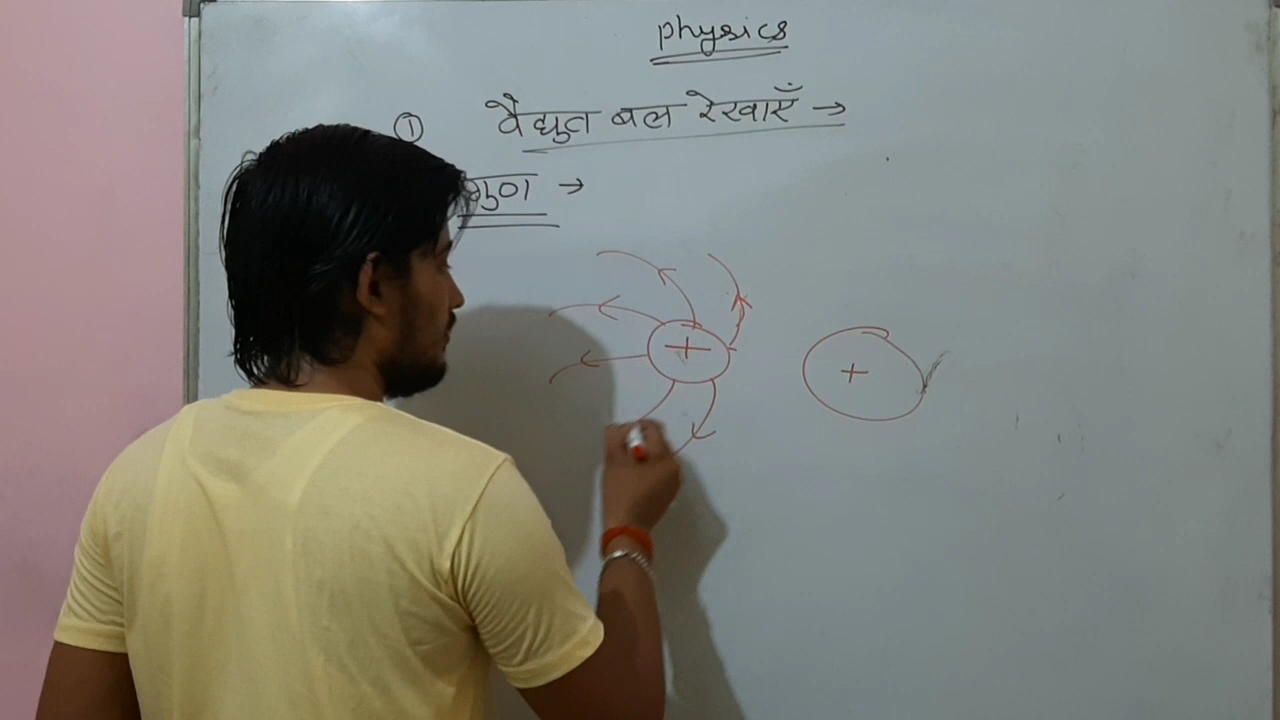 physics
① वैद्युत बल रेखाएँ →
गुण →
+ +